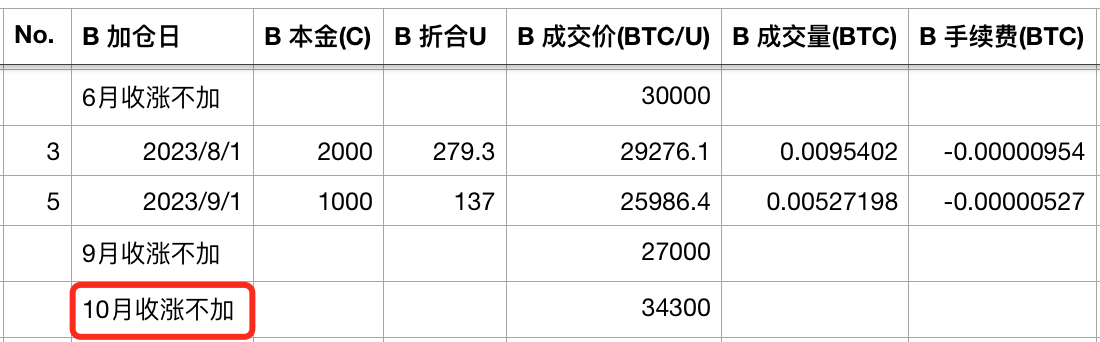 No. B 加仓日 B 本金(C) B 折合U B 成交价(BTC/U) B 成交量(BTC) B 手续费(BTC)
6月收涨不加 30000
3 2023/8/1 2000 279.3 29276.1 0.0095402 -0.00000954
5 2023/9/1 1000 137 25986.4 0.00527198 -0.00000527
9月收涨不加 27000
10月收涨不加 34300